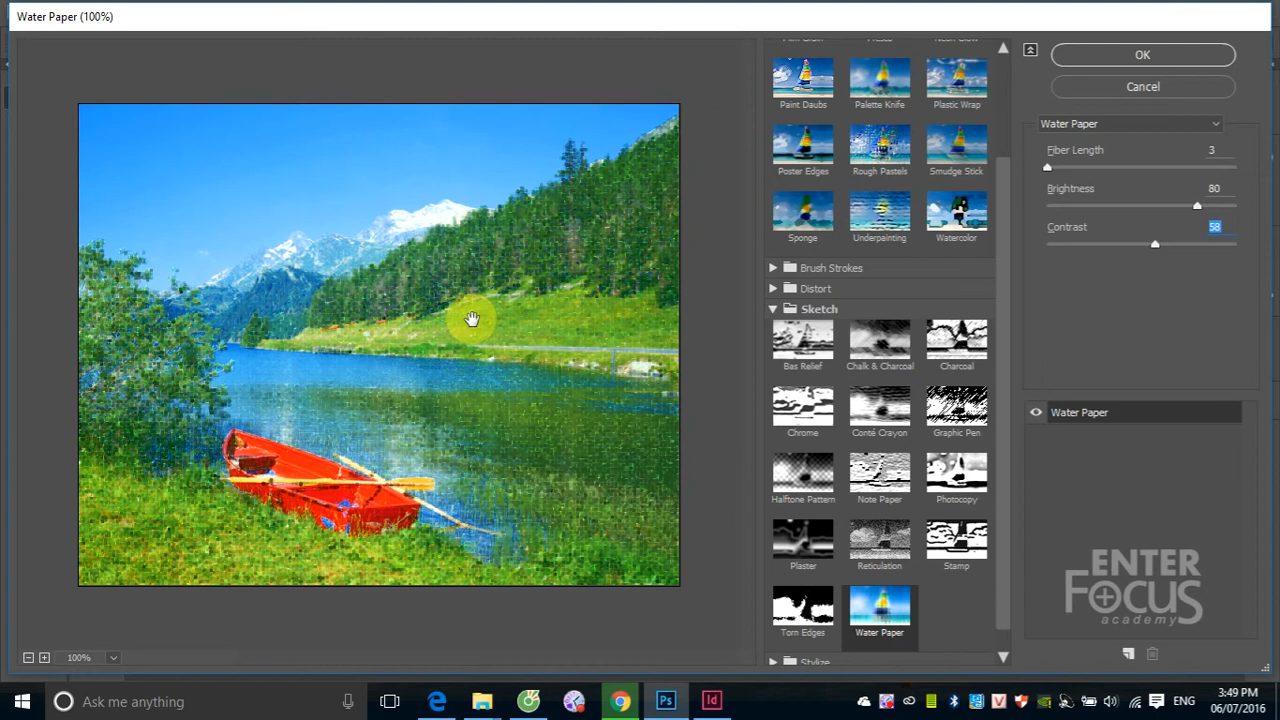 Water Paper (100%)
Paint Daubs
Palette Knife
Plastic Wrap
Poster Edges
Rough Pastels
Smudge Stick
Sponge
Underpainting
Watercolor
Brush Strokes
Distort
Sketch
Bas Relief
Chalk & Charcoal
Charcoal
Chrome
Conté Crayon
Graphic Pen
Halftone Pattern
Note Paper
Photocopy
Plaster
Reticulation
Stamp
Torn Edges
Water Paper
Stylize
OK
Cancel
Water Paper
Fiber Length 3
Brightness 80
Contrast 58
Water Paper
ENTER
FOCUS
academy
100%
Ask me anything
Ps
Id
ENG
3:49 PM
06/07/2016